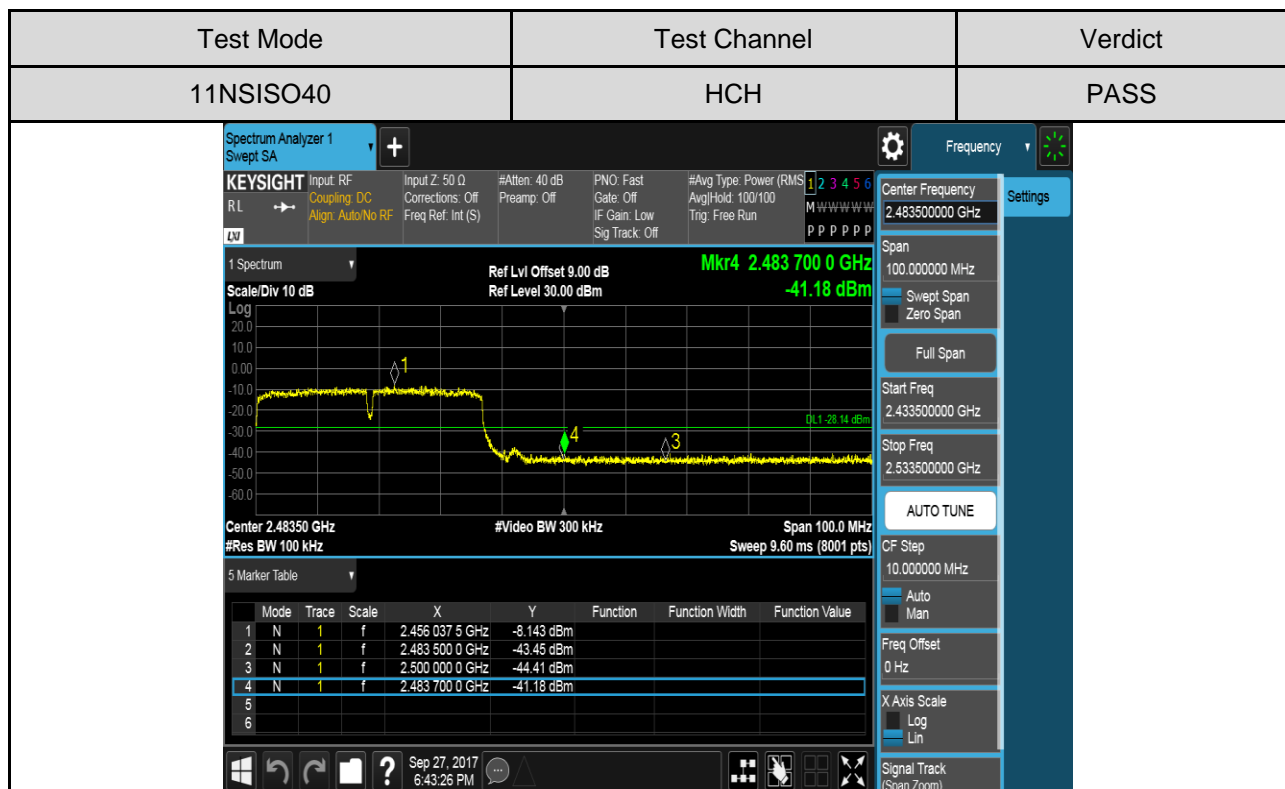 Test Mode Test Channel Verdict
11NSISO40 HCH PASS
Spectrum Analyzer 1
Swept SA
+
Frequency
KEYSIGHT
RL
LXI
Input: RF
Coupling: DC
Align: Auto/No RF
Input Z: 50 Ω
Corrections: Off
Freq Ref: Int (S)
#Atten: 40 dB
Preamp: Off
PNO: Fast
Gate: Off
IF Gain: Low
Sig Track: Off
#Avg Type: Power (RMS
Avg|Hold: 100/100
Trig: Free Run
1 2 3 4 5 6
M W W W W W
P P P P P P
1 Spectrum
Scale/Div 10 dB
Ref Lvl Offset 9.00 dB
Ref Level 30.00 dBm
Mkr4 2.483 700 0 GHz
-41.18 dBm
Log
20.0
10.0
0.00
-10.0
-20.0
-30.0
-40.0
-50.0
-60.0
1
4
3
DL1 -28.14 dBm
Center 2.48350 GHz #Video BW 300 kHz Span 100.0 MHz
#Res BW 100 kHz Sweep 9.60 ms (8001 pts)
5 Marker Table
Mode Trace Scale X Y Function Function Width Function Value
1 N 1 f 2.456 037 5 GHz -8.143 dBm
2 N 1 f 2.483 500 0 GHz -43.45 dBm
3 N 1 f 2.500 000 0 GHz -44.41 dBm
4 N 1 f 2.483 700 0 GHz -41.18 dBm
5
6
?
Sep 27, 2017
6:43:26 PM
Center Frequency
2.483500000 GHz
Settings
Span
100.000000 MHz
Swept Span
Zero Span
Full Span
Start Freq
2.433500000 GHz
Stop Freq
2.533500000 GHz
AUTO TUNE
CF Step
10.000000 MHz
Auto
Man
Freq Offset
0 Hz
X Axis Scale
Log
Lin
Signal Track
(Span Zoom)